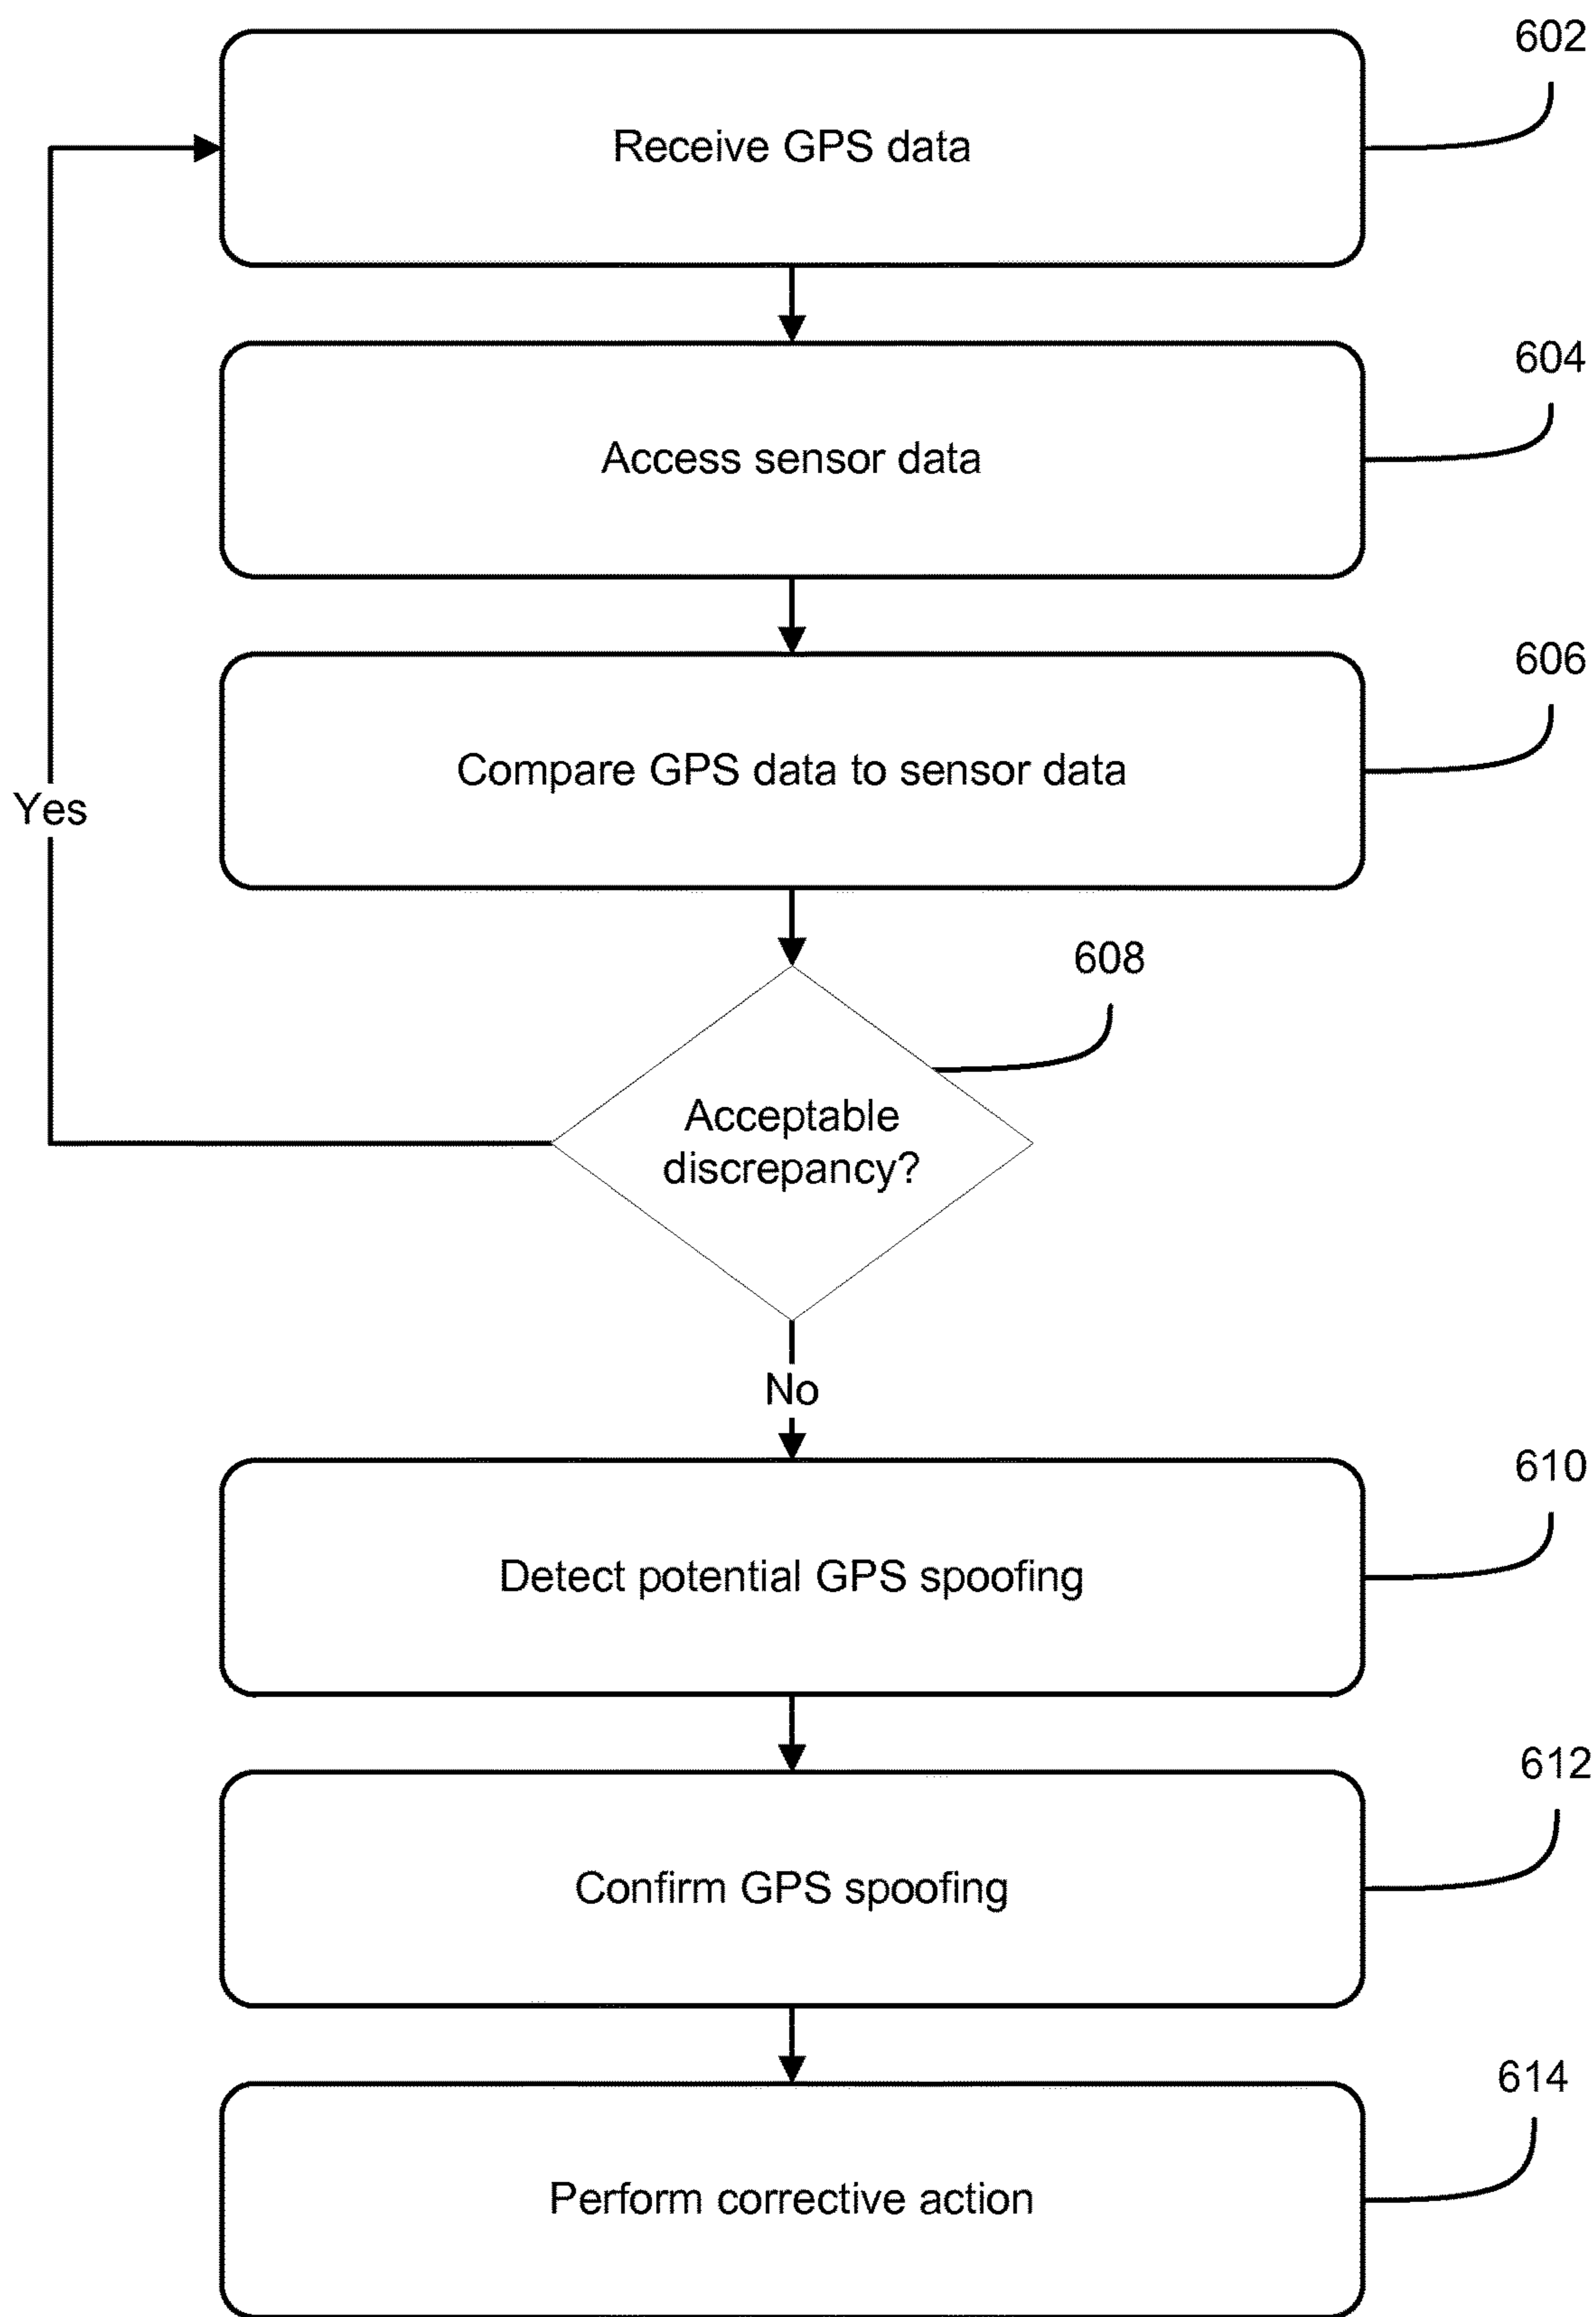 602
Receive GPS data
604
Access sensor data
606
Compare GPS data to sensor data
Yes
608
Acceptable
discrepancy?
No
610
Detect potential GPS spoofing
612
Confirm GPS spoofing
614
Perform corrective action